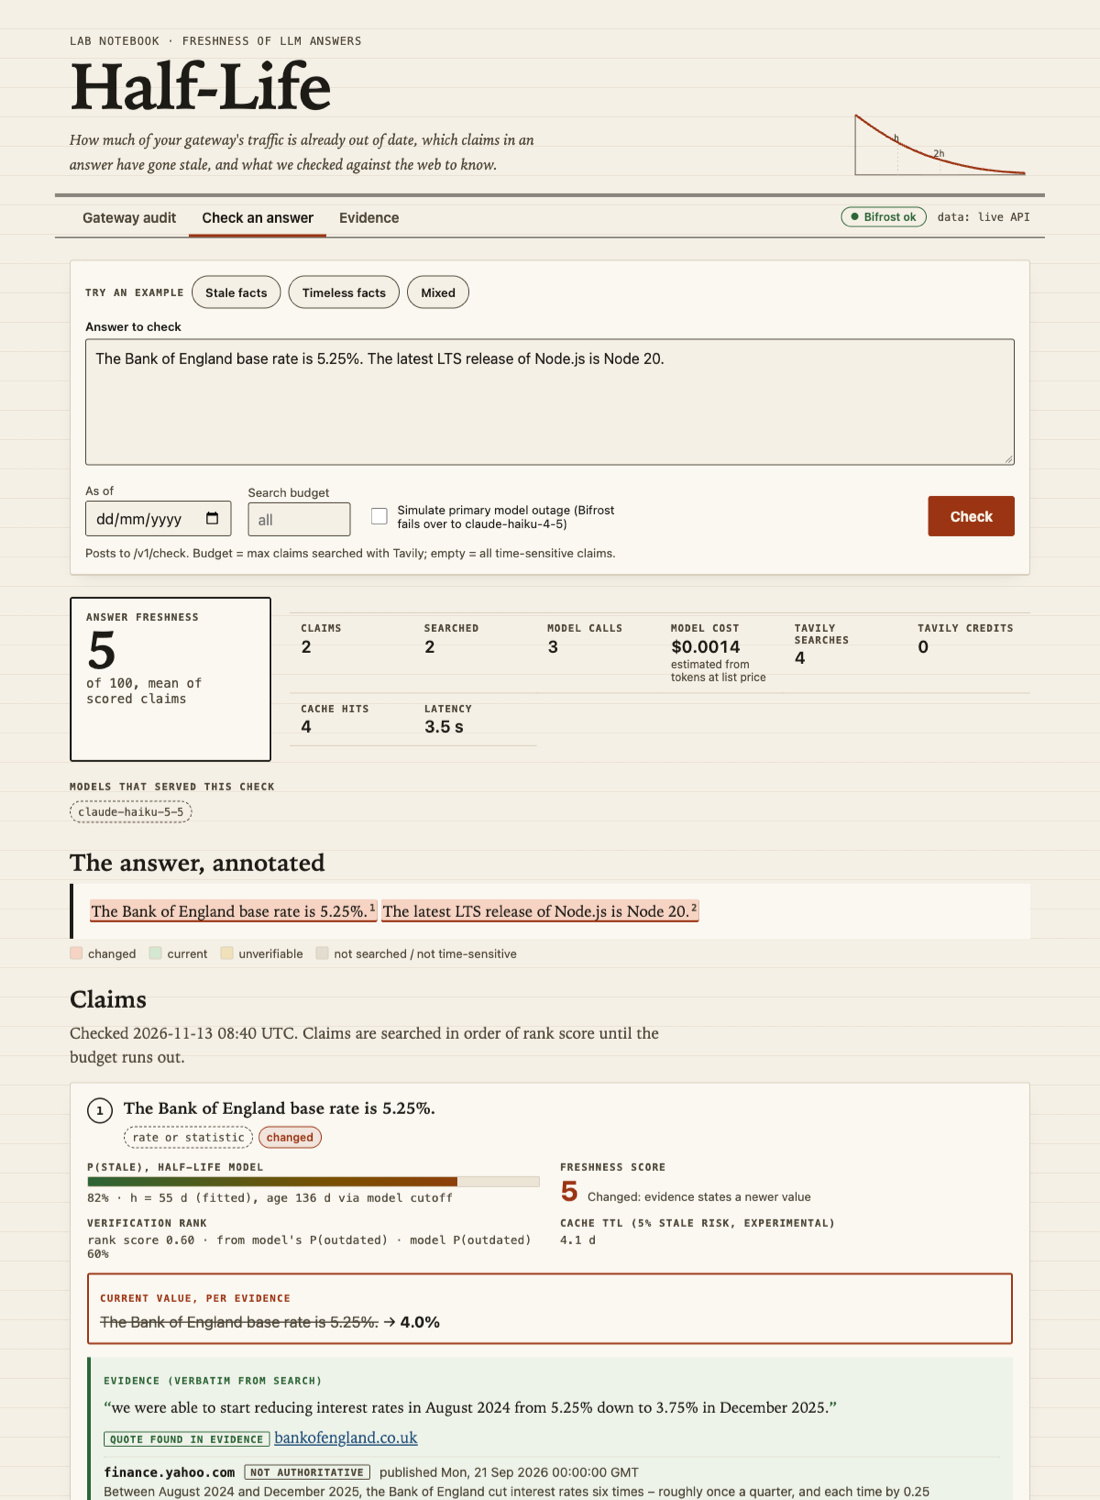 LAB NOTEBOOK · FRESHNESS OF LLM ANSWERS
Half-Life
How much of your gateway's traffic is already out of date, which claims in an
answer have gone stale, and what we checked against the web to know.
h
2h
Gateway audit Check an answer Evidence
Bifrost ok data: live API
TRY AN EXAMPLE Stale facts Timeless facts Mixed
Answer to check
The Bank of England base rate is 5.25%. The latest LTS release of Node.js is Node 20.
As of
dd/mm/yyyy
Search budget
all
Simulate primary model outage (Bifrost
fails over to claude-haiku-4-5)
Check
Posts to /v1/check. Budget = max claims searched with Tavily; empty = all time-sensitive claims.
ANSWER FRESHNESS
5
of 100, mean of
scored claims
CLAIMS
2
SEARCHED
2
MODEL CALLS
3
MODEL COST
$0.0014
estimated from
tokens at list price
TAVILY
SEARCHES
4
TAVILY CREDITS
0
CACHE HITS
4
LATENCY
3.5 s
MODELS THAT SERVED THIS CHECK
claude-haiku-5-5
The answer, annotated
The Bank of England base rate is 5.25%.1 The latest LTS release of Node.js is Node 20.2
changed current unverifiable not searched / not time-sensitive
Claims
Checked 2026-11-13 08:40 UTC. Claims are searched in order of rank score until the
budget runs out.
1 The Bank of England base rate is 5.25%.
rate or statistic changed
P(STALE), HALF-LIFE MODEL
82% · h = 55 d (fitted), age 136 d via model cutoff
FRESHNESS SCORE
5 Changed: evidence states a newer value
VERIFICATION RANK
rank score 0.60 · from model's P(outdated) · model P(outdated)
60%
CACHE TTL (5% STALE RISK, EXPERIMENTAL)
4.1 d
CURRENT VALUE, PER EVIDENCE
The Bank of England base rate is 5.25%. → 4.0%
EVIDENCE (VERBATIM FROM SEARCH)
“we were able to start reducing interest rates in August 2024 from 5.25% down to 3.75% in December 2025.”
QUOTE FOUND IN EVIDENCE bankofengland.co.uk
finance.yahoo.com NOT AUTHORITATIVE published Mon, 21 Sep 2026 00:00:00 GMT
Between August 2024 and December 2025, the Bank of England cut interest rates six times – roughly once a quarter, and each time by 0.25